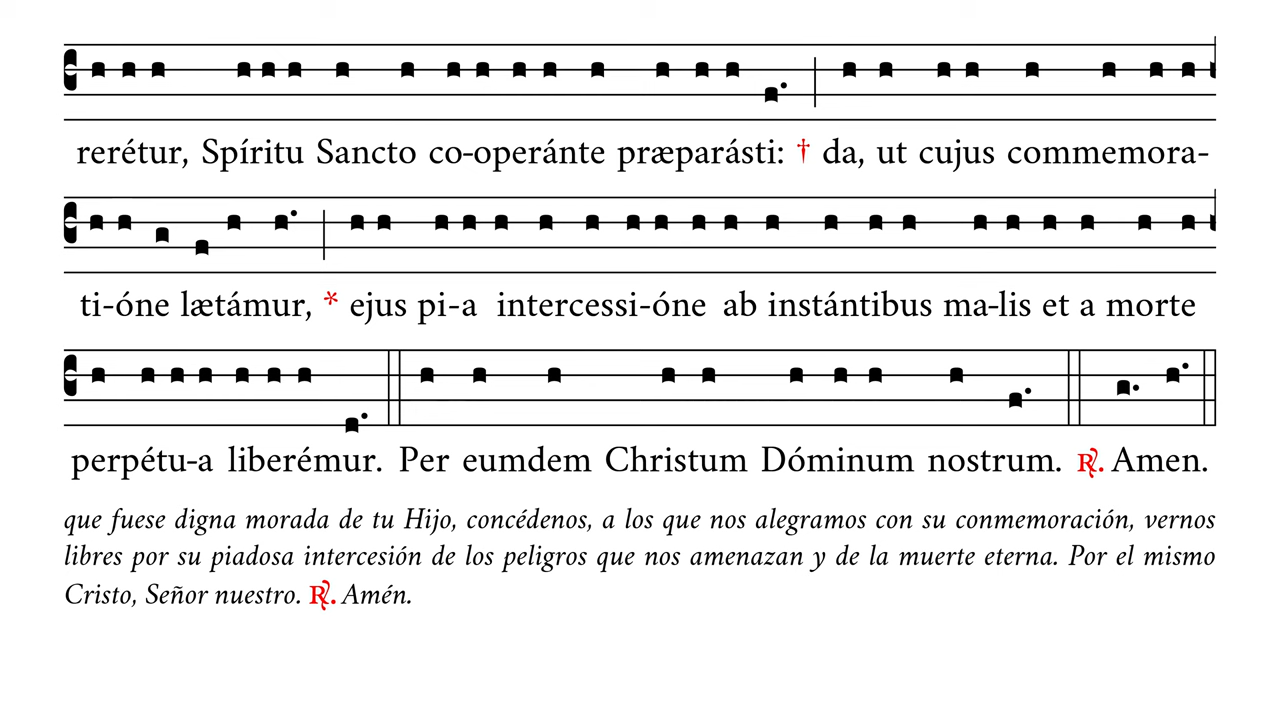 rerétur, Spíritu Sancto co-operánte præparásti: † da, ut cujus commemora-
ti-óne lætámur, * ejus pi-a intercessi-óne ab instántibus ma-lis et a morte
perpétu-a liberémur. Per eumdem Christum Dóminum nostrum. ℟. Amen.
que fuese digna morada de tu Hijo, concédenos, a los que nos alegramos con su conmemoración, vernos
libres por su piadosa intercesión de los peligros que nos amenazan y de la muerte eterna. Por el mismo
Cristo, Señor nuestro. ℟. Amén.